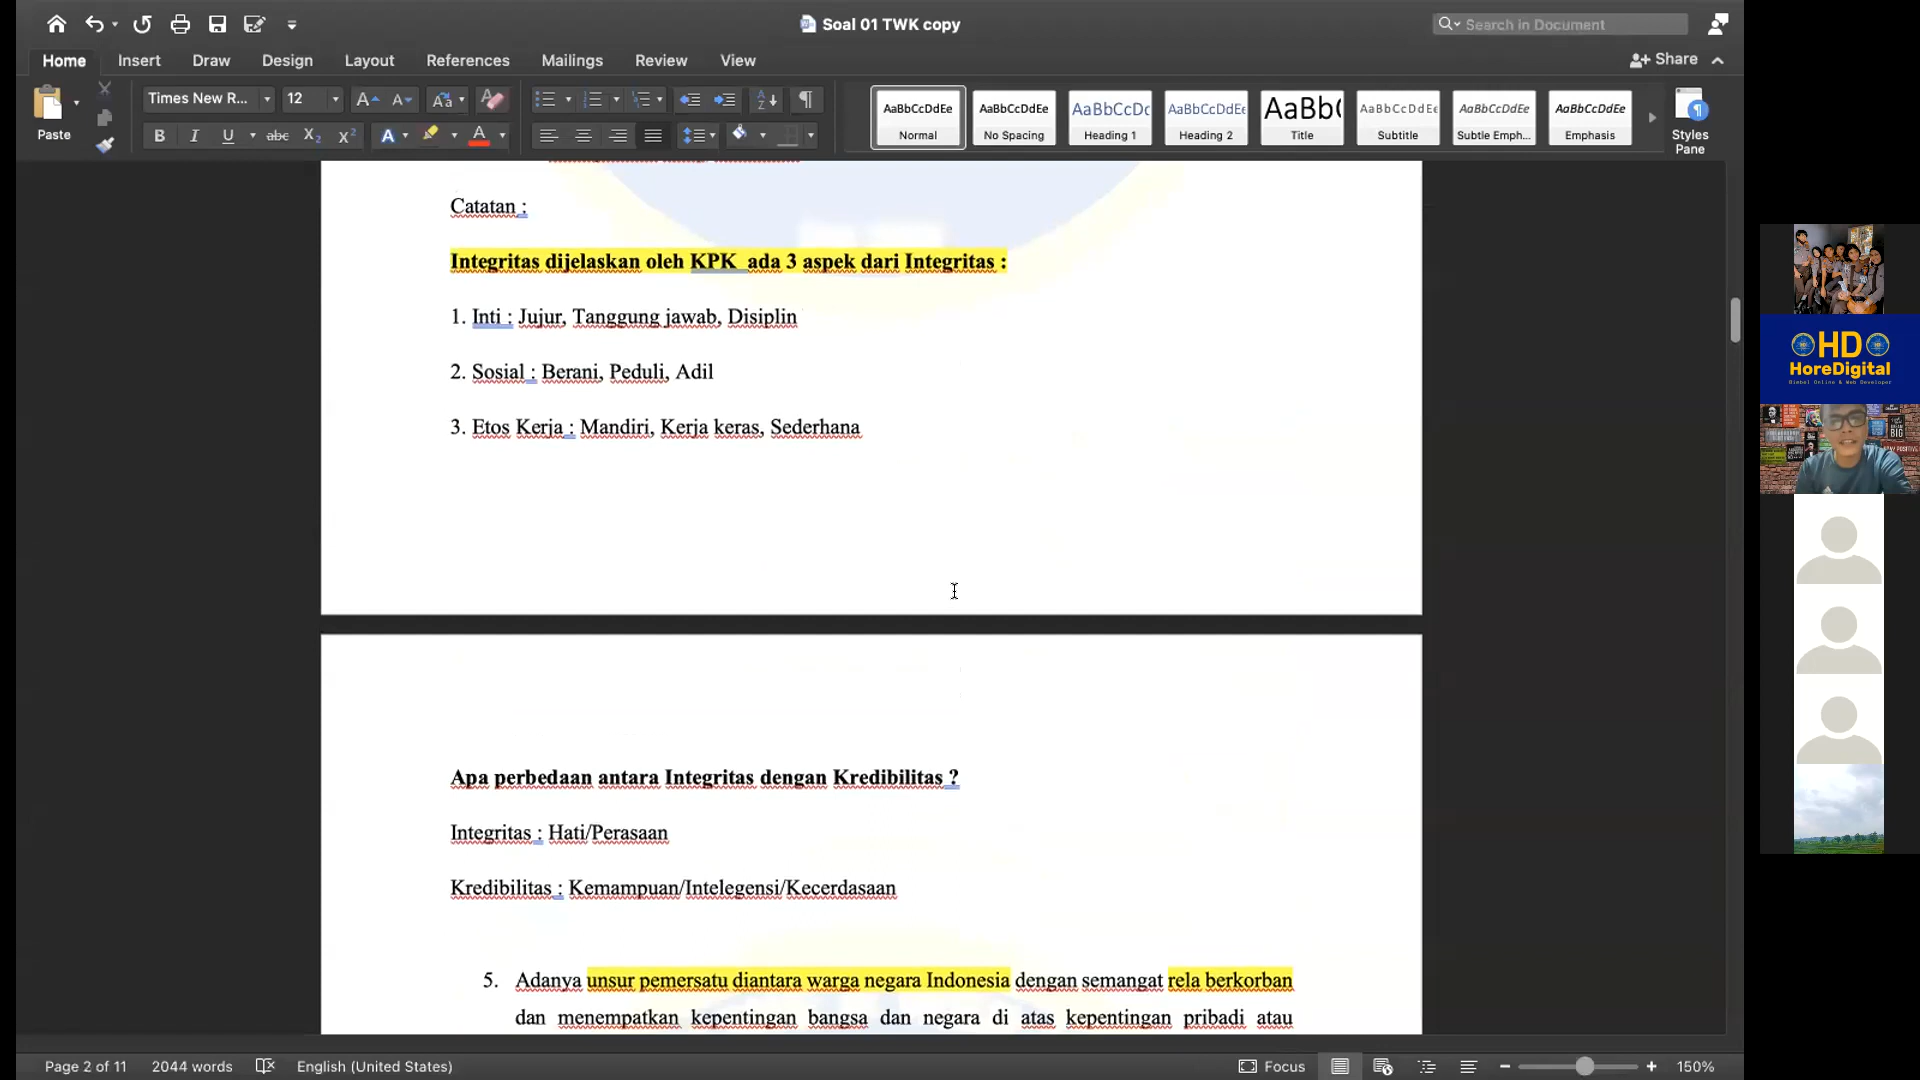 Soal 01 TWK copy
Search in Document
Home Insert Draw Design Layout References Mailings Review View
Share
Paste
Times New R... 12
AaBbCcDdEe
Normal
AaBbCcDdEe
No Spacing
AaBbCcDc
Heading 1
AaBbCcDdEe
Heading 2
AaBb(
Title
AaBbCcDdEe
Subtitle
AaBbCcDdEe
Subtle Emph...
AaBbCcDdEe
Emphasis
Styles
Pane
Catatan :
Integritas dijelaskan oleh KPK ada 3 aspek dari Integritas :
1. Inti : Jujur, Tanggung jawab, Disiplin
2. Sosial : Berani, Peduli, Adil
3. Etos Kerja : Mandiri, Kerja keras, Sederhana
Apa perbedaan antara Integritas dengan Kredibilitas ?
Integritas : Hati/Perasaan
Kredibilitas : Kemampuan/Intelegensi/Kecerdasaan
5. Adanya unsur pemersatu diantara warga negara Indonesia dengan semangat rela berkorban
dan menempatkan kepentingan bangsa dan negara di atas kepentingan pribadi atau
HD
HoreDigital
Bimbel Online & Web Developer
Page 2 of 11 2044 words English (United States) Focus 150%